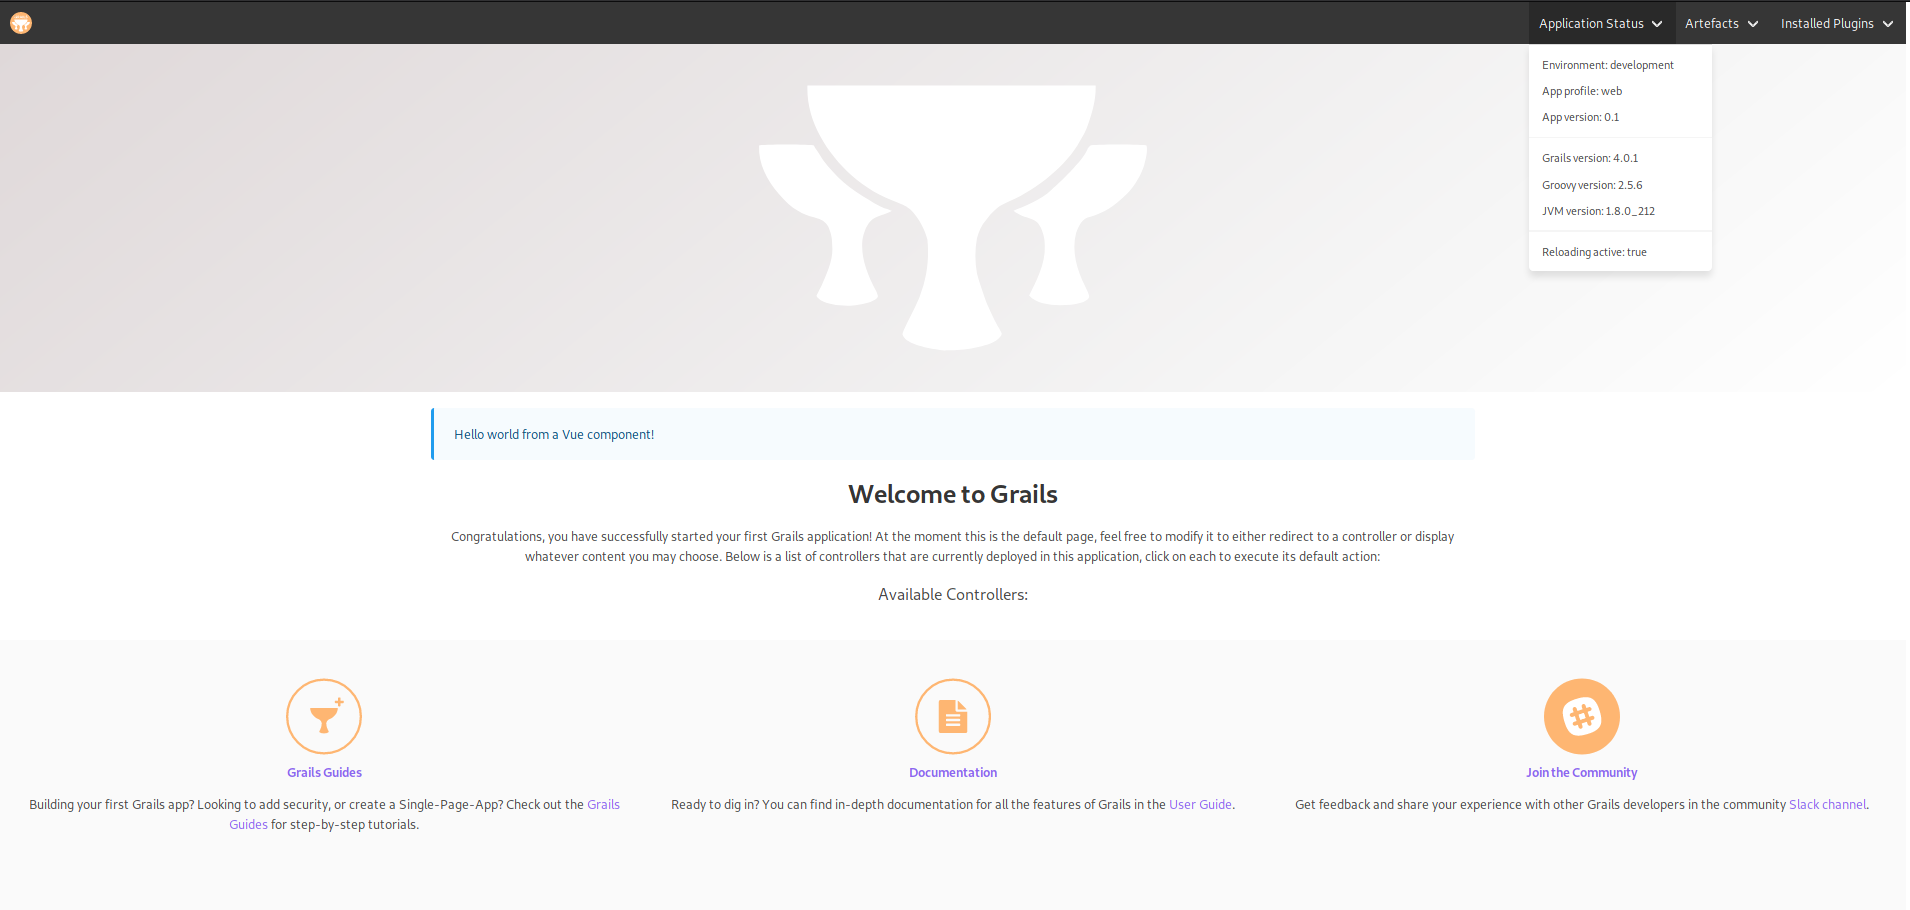 Application Status
Artefacts
Installed Plugins
Environment: development
App profile: web
App version: 0.1
Grails version: 4.0.1
Groovy version: 2.5.6
JVM version: 1.8.0_212
Reloading active: true
Hello world from a Vue component!
Welcome to Grails
Congratulations, you have successfully started your first Grails application! At the moment this is the default page, feel free to modify it to either redirect to a controller or display
whatever content you may choose. Below is a list of controllers that are currently deployed in this application, click on each to execute its default action:
Available Controllers:
Grails Guides
Building your first Grails app? Looking to add security, or create a Single-Page-App? Check out the Grails
Guides for step-by-step tutorials.
Documentation
Ready to dig in? You can find in-depth documentation for all the features of Grails in the User Guide.
Join the Community
Get feedback and share your experience with other Grails developers in the community Slack channel.